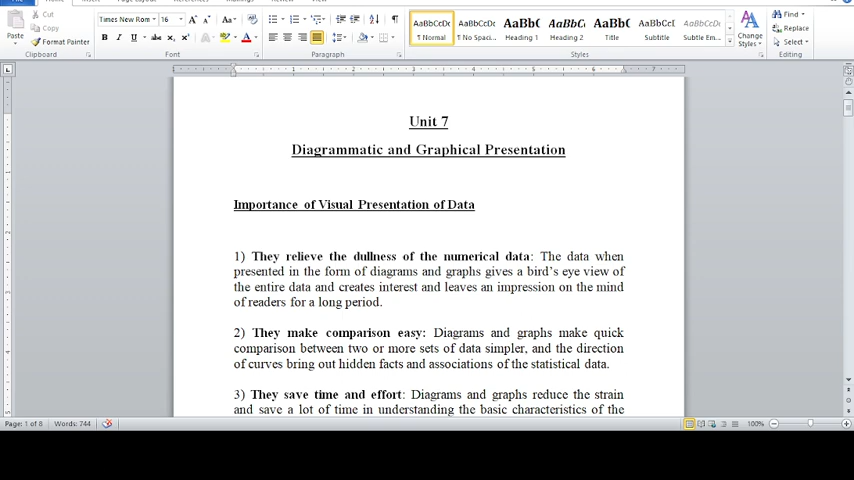 Cut
Copy
Format Painter
Paste
Clipboard
Times New Rom
16
Font
Paragraph
AaBbCcDc
AaBbCcDc
AaBbC
AaBbCc
AaBbC
AaBbCcI
AaBbCcDc
¶ Normal
¶ No Spaci...
Heading 1
Heading 2
Title
Subtitle
Subtle Em...
Styles
Change
Styles
Find
Replace
Select
Editing
Unit 7
Diagrammatic and Graphical Presentation
Importance of Visual Presentation of Data
1) They relieve the dullness of the numerical data: The data when
presented in the form of diagrams and graphs gives a bird's eye view of
the entire data and creates interest and leaves an impression on the mind
of readers for a long period.
2) They make comparison easy: Diagrams and graphs make quick
comparison between two or more sets of data simpler, and the direction
of curves bring out hidden facts and associations of the statistical data.
3) They save time and effort: Diagrams and graphs reduce the strain
and save a lot of time in understanding the basic characteristics of the
Page: 1 of 8
Words: 744
100%